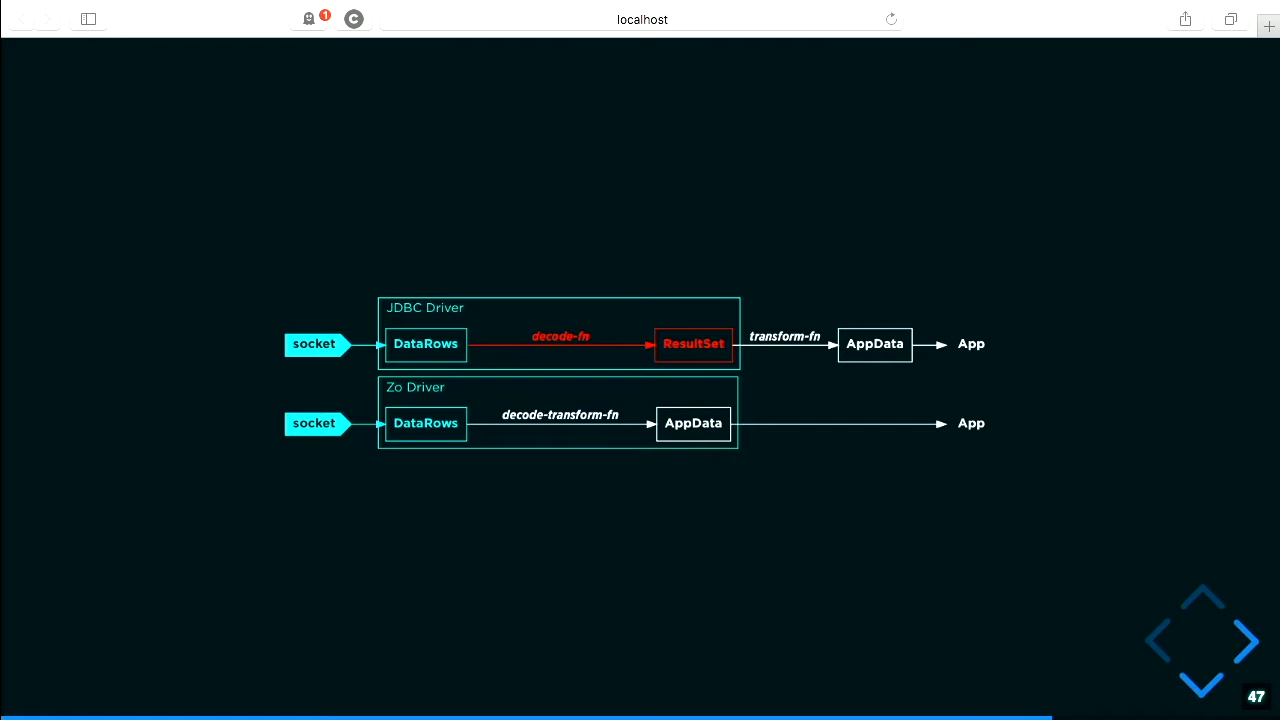 1
C
localhost
JDBC Driver
socket DataRows decode-fn ResultSet transform-fn AppData App
Zo Driver
socket DataRows decode-transform-fn AppData App
47